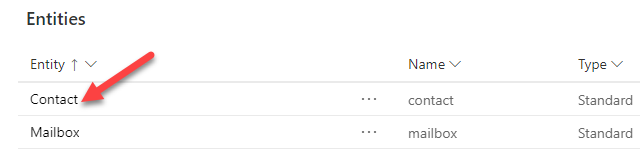 Entities
Entity ↑ Name Type
Contact ... contact Standard
Mailbox ... mailbox Standard